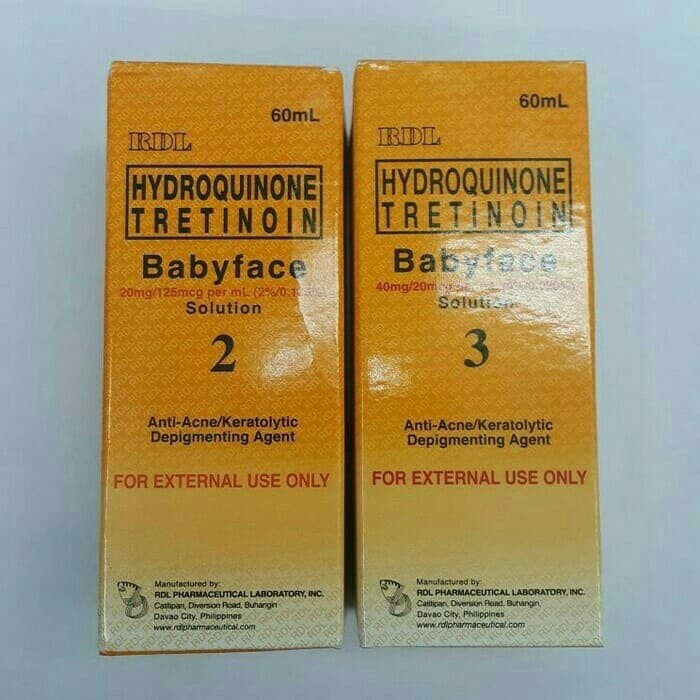 60mL
RDL
HYDROQUINONE
TRETINOIN
Babyface
20mg/125mcg per mL
Solution
2
Anti-Acne/Keratolytic
Depigmenting Agent
FOR EXTERNAL USE ONLY
Manufactured by:
RDL PHARMACEUTICAL LABORATORY, INC.
Catitipan, Diversion Road, Buhangin
Davao City, Philippines
www.rdlpharmaceutical.com
60mL
RDL
HYDROQUINONE
TRETINOIN
Babyface
Solution
3
Anti-Acne/Keratolytic
Depigmenting Agent
FOR EXTERNAL USE ONLY
Manufactured by:
RDL PHARMACEUTICAL LABORATORY, INC.
Catitipan, Diversion Road, Buhangin
Davao City, Philippines
www.rdlpharmaceutical.com